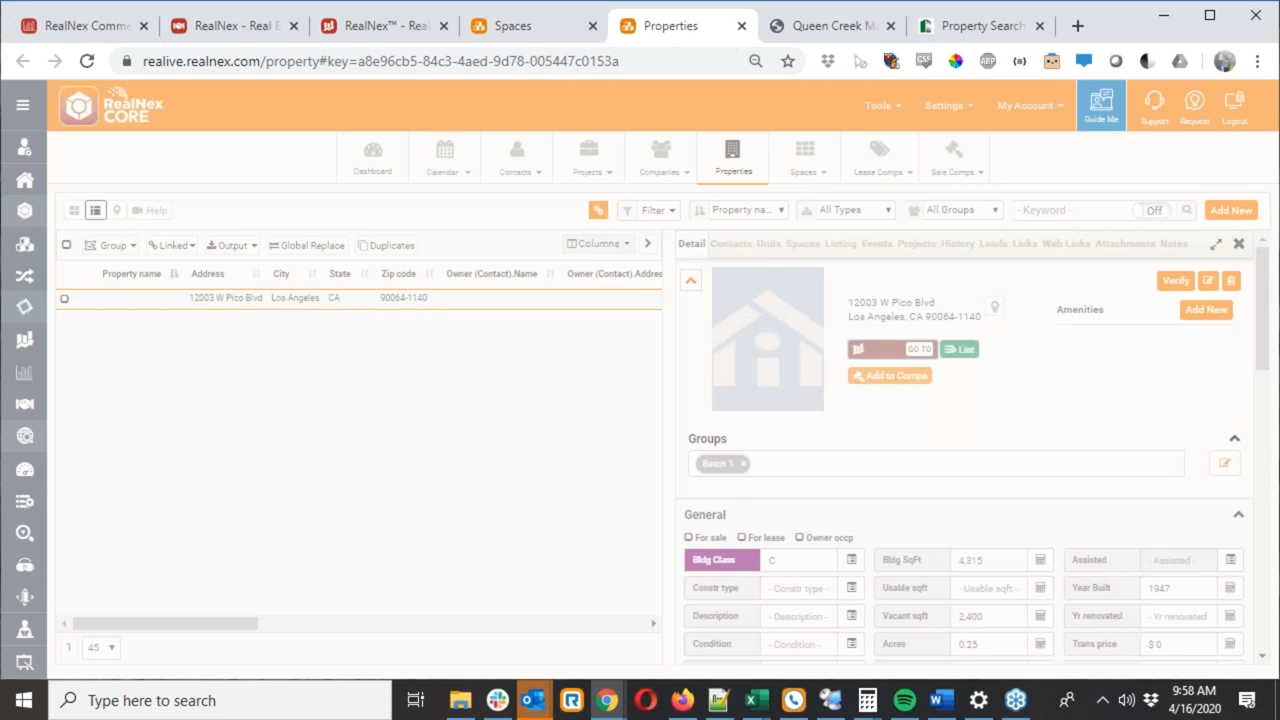 RealNex Comme
RealNex - Real E
RealNex™ - Real
Spaces
Properties
Queen Creek M
Property Search
realive.realnex.com/property#key=a8e96cb5-84c3-4aed-9d78-005447c0153a
RealNex
CORE
Tools
Settings
My Account
Guide Me
Support
Request
Logout
Dashboard
Calendar
Contacts
Projects
Companies
Properties
Spaces
Lease Comps
Sale Comps
Help
Filter
Property na...
All Types
All Groups
- Keyword -
Off
Add New
Group
Linked
Output
Global Replace
Duplicates
Columns
Property name
Address
City
State
Zip code
Owner (Contact).Name
Owner (Contact).Addres
12003 W Pico Blvd
Los Angeles
CA
90064-1140
1
45
Detail
Contacts
Units
Spaces
Listing
Events
Projects
History
Leads
Links
Web Links
Attachments
Notes
Verify
12003 W Pico Blvd
Los Angeles, CA 90064-1140
Amenities
Add New
GO TO
List
Add to Comps
Groups
Batch 1 ×
General
For sale
For lease
Owner occp
Bldg Class
C
Bldg SqFt
4,315
Assisted
- Assisted -
Constr type
- Constr type -
Usable sqft
- Usable sqft -
Year Built
1947
Description
- Description -
Vacant sqft
2,400
Yr renovated
- Yr renovated
Condition
- Condition -
Acres
0.25
Trans price
$ 0
Type here to search
9:58 AM
4/16/2020